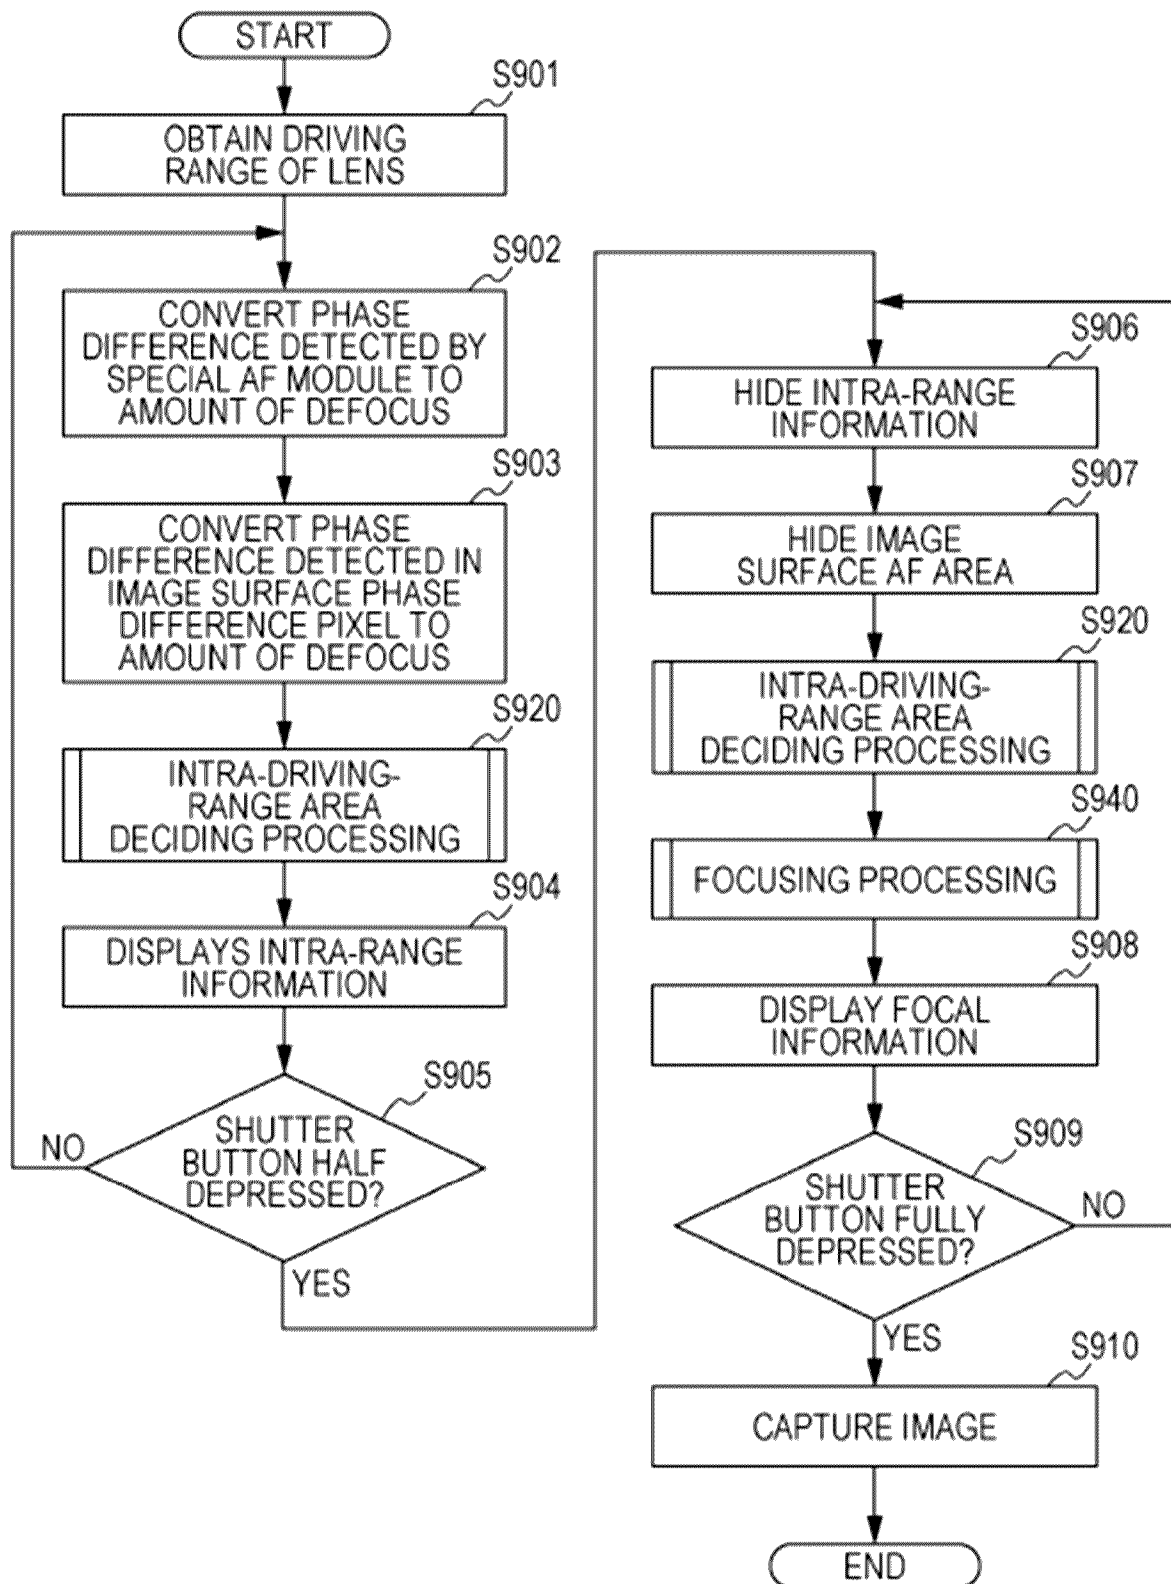 START
S901
OBTAIN DRIVING
RANGE OF LENS
S902
CONVERT PHASE
DIFFERENCE DETECTED BY
SPECIAL AF MODULE TO
AMOUNT OF DEFOCUS
S903
CONVERT PHASE
DIFFERENCE DETECTED IN
IMAGE SURFACE PHASE
DIFFERENCE PIXEL TO
AMOUNT OF DEFOCUS
S920
INTRA-DRIVING-
RANGE AREA
DECIDING PROCESSING
S904
DISPLAYS INTRA-RANGE
INFORMATION
S905
SHUTTER
BUTTON HALF
DEPRESSED?
NO
YES
S906
HIDE INTRA-RANGE
INFORMATION
S907
HIDE IMAGE
SURFACE AF AREA
S920
INTRA-DRIVING-
RANGE AREA
DECIDING PROCESSING
S940
FOCUSING PROCESSING
S908
DISPLAY FOCAL
INFORMATION
S909
SHUTTER
BUTTON FULLY
DEPRESSED?
NO
YES
S910
CAPTURE IMAGE
END